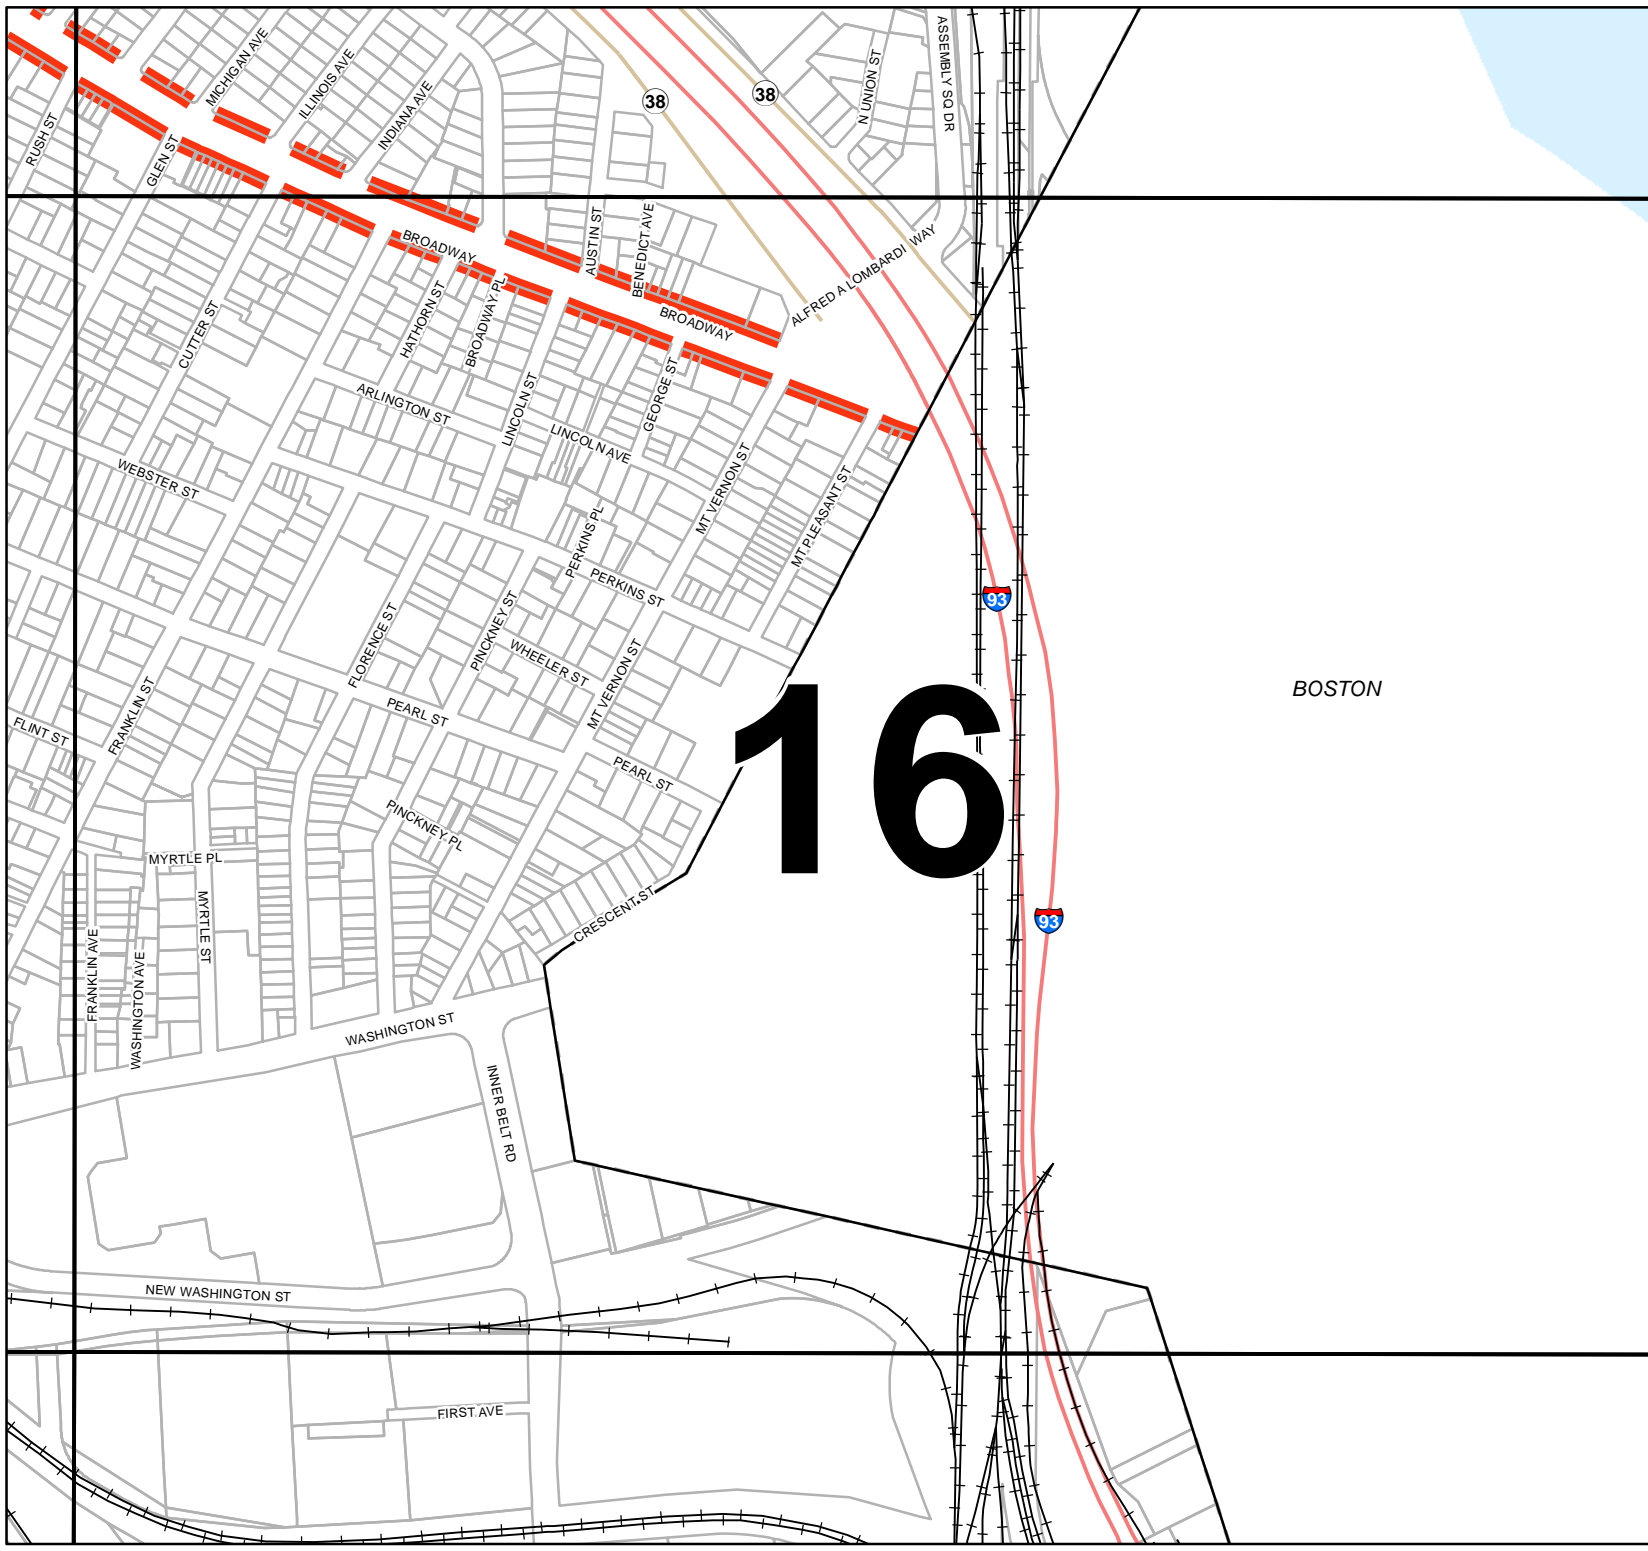 MICHIGAN AVE
ILLINOIS AVE
INDIANA AVE
RUSH ST
GLEN ST
38
38
N UNION ST
ASSEMBLY SQ DR
BROADWAY
AUSTIN ST
BENEDICT AVE
BROADWAY
ALFRED A LOMBARDI WAY
CUTTER ST
HATHORN ST
BROADWAY PL
ARLINGTON ST
LINCOLN ST
LINCOLN AVE
GEORGE ST
MT VERNON ST
MT PLEASANT ST
WEBSTER ST
PERKINS PL
PERKINS ST
93
FLORENCE ST
PINCKNEY ST
WHEELER ST
MT VERNON ST
FRANKLIN ST
FLINT ST
PEARL ST
PEARL ST
16
BOSTON
PINCKNEY PL
MYRTLE PL
MYRTLE ST
CRESCENT ST
93
FRANKLIN AVE
WASHINGTON AVE
WASHINGTON ST
INNER BELT RD
NEW WASHINGTON ST
FIRST AVE